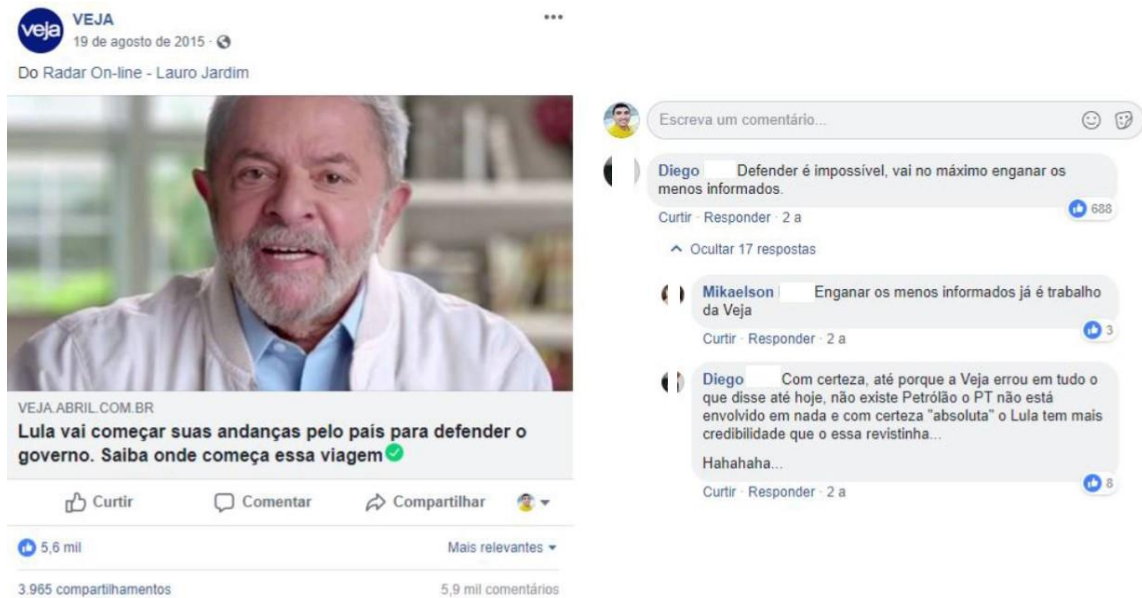 veja
VEJA
19 de agosto de 2015 ·
Do Radar On-line - Lauro Jardim
VEJA.ABRIL.COM.BR
Lula vai começar suas andanças pelo país para defender o
governo. Saiba onde começa essa viagem
Curtir Comentar Compartilhar
5,6 mil Mais relevantes
3.965 compartilhamentos 5,9 mil comentários
Escreva um comentário...
Diego Defender é impossível, vai no máximo enganar os
menos informados.
688
Curtir · Responder · 2 a
Ocultar 17 respostas
Mikaelson Enganar os menos informados já é trabalho
da Veja
3
Curtir · Responder · 2 a
Diego Com certeza, até porque a Veja errou em tudo o
que disse até hoje, não existe Petrólão o PT não está
envolvido em nada e com certeza "absoluta" o Lula tem mais
credibilidade que o essa revistinha...
Hahahaha...
8
Curtir · Responder · 2 a